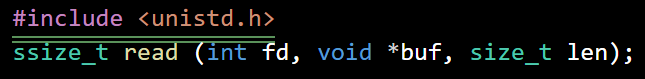 #include <unistd.h>
ssize_t read (int fd, void *buf, size_t len);